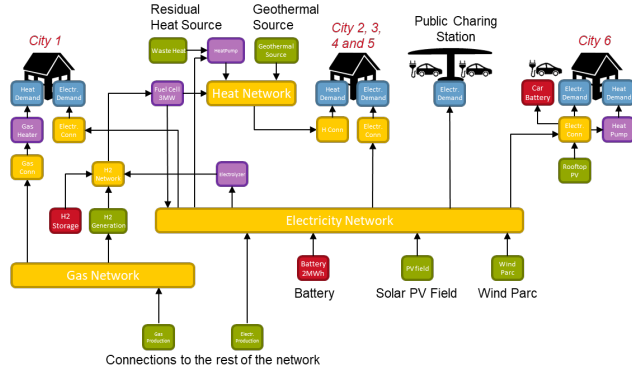 Residual
Heat Source
Geothermal
Source
Public Charing
Station
City 1
City 2, 3,
4 and 5
City 6
Waste Heat
HeatPump
Geothermal
Source
Heat
Demand
Electr.
Demand
Fuel Cell
3MW
Heat Network
Heat
Demand
Electr.
Demand
Electr.
Demand
Car
Battery
Electr.
Demand
Heat
Demand
Gas
Heater
Electr.
Conn
H Conn
Electr.
Conn
Electr.
Conn
Heat
Pump
Gas
Conn
H2
Network
Electrolyzer
Rooftop
PV
H2
Storage
H2
Generation
Electricity Network
Gas Network
Battery
2MWh
PV field
Wind
Parc
Battery
Solar PV Field
Wind Parc
Gas
Production
Electr.
Production
Connections to the rest of the network